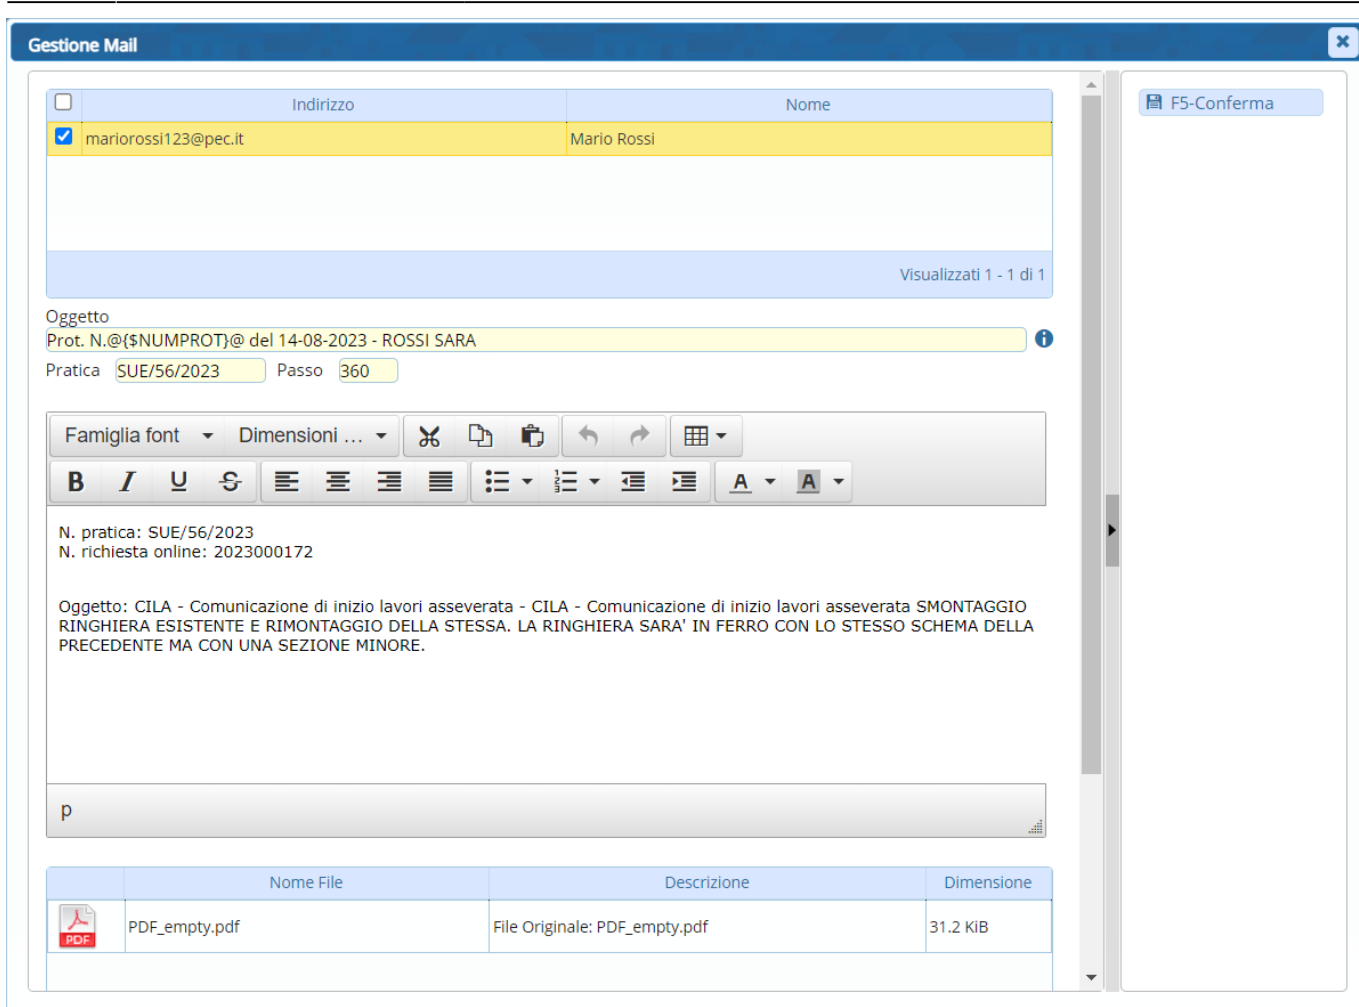 Gestione Mail
Indirizzo Nome
mariorossi123@pec.it Mario Rossi
Visualizzati 1 - 1 di 1
F5-Conferma
Oggetto
Prot. N.@{$NUMPROT}@ del 14-08-2023 - ROSSI SARA
Pratica SUE/56/2023 Passo 360
Famiglia font Dimensioni ...
B I U S A A
N. pratica: SUE/56/2023
N. richiesta online: 2023000172
Oggetto: CILA - Comunicazione di inizio lavori asseverata - CILA - Comunicazione di inizio lavori asseverata SMONTAGGIO
RINGHIERA ESISTENTE E RIMONTAGGIO DELLA STESSA. LA RINGHIERA SARA' IN FERRO CON LO STESSO SCHEMA DELLA
PRECEDENTE MA CON UNA SEZIONE MINORE.
p
Nome File Descrizione Dimensione
PDF PDF_empty.pdf File Originale: PDF_empty.pdf 31.2 KiB